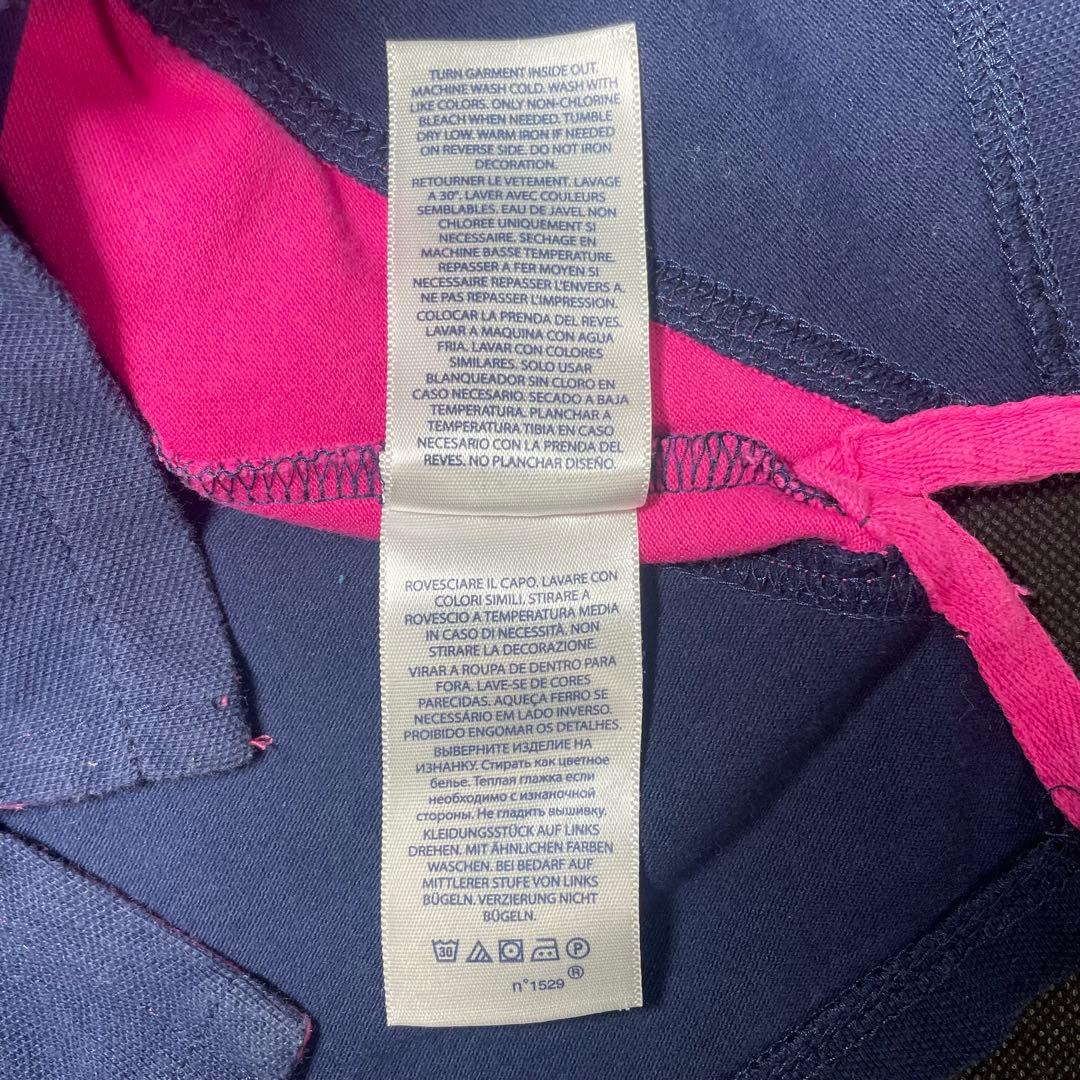 TURN GARMENT INSIDE OUT.
MACHINE WASH COLD. WASH WITH
LIKE COLORS. ONLY NON-CHLORINE
BLEACH WHEN NEEDED. TUMBLE
DRY LOW. WARM IRON IF NEEDED
ON REVERSE SIDE. DO NOT IRON
DECORATION.
RETOURNER LE VETEMENT. LAVAGE
A 30°. LAVER AVEC COULEURS
SEMBLABLES. EAU DE JAVEL NON
CHLOREE UNIQUEMENT SI
NECESSAIRE. SECHAGE EN
MACHINE BASSE TEMPERATURE.
REPASSER A FER MOYEN SI
NECESSAIRE REPASSER L'ENVERS A.
NE PAS REPASSER L'IMPRESSION.
COLOCAR LA PRENDA DEL REVES.
LAVAR A MAQUINA CON AGUA
FRIA. LAVAR CON COLORES
SIMILARES. SOLO USAR
BLANQUEADOR SIN CLORO EN
CASO NECESARIO. SECADO A BAJA
TEMPERATURA. PLANCHAR A
TEMPERATURA TIBIA EN CASO
NECESARIO CON LA PRENDA DEL
REVES. NO PLANCHAR DISEÑO.
ROVESCIARE IL CAPO. LAVARE CON
COLORI SIMILI. STIRARE A
ROVESCIO A TEMPERATURA MEDIA
IN CASO DI NECESSITÀ. NON
STIRARE LA DECORAZIONE.
VIRAR A ROUPA DE DENTRO PARA
FORA. LAVE-SE DE CORES
PARECIDAS. AQUEÇA FERRO SE
NECESSÁRIO EM LADO INVERSO.
PROIBIDO ENGOMAR OS DETALHES.
ВЫВЕРНИТЕ ИЗДЕЛИЕ НА
ИЗНАНКУ. Стирать как цветное
белье. Теплая глажка если
необходимо с изнаночной
стороны. Не гладить вышивку.
KLEIDUNGSSTÜCK AUF LINKS
DREHEN. MIT ÄHNLICHEN FARBEN
WASCHEN. BEI BEDARF AUF
MITTLERER STUFE VON LINKS
BÜGELN. VERZIERUNG NICHT
BÜGELN.
30 P
n°1529 ®